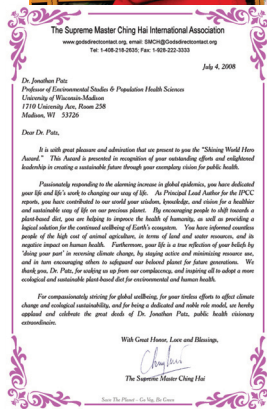 The Supreme Master Ching Hai International Association
www.godsdirectcontact.org, email: SMCH@Godsdirectcontact.org
Tel: 1-408-218-2635; Fax: 1-928-222-3333
July 4, 2008
Dr. Jonathan Patz
Professor of Environmental Studies & Population Health Sciences
University of Wisconsin-Madison
1710 University Ave, Room 258
Madison, WI 53726
Dear Dr. Patz,
It is with great pleasure and admiration that we present to you the "Shining World Hero
Award." This Award is presented in recognition of your outstanding efforts and enlightened
leadership in creating a sustainable future through your exemplary vision for public health.
Passionately responding to the alarming increase in global epidemics, you have dedicated
your life and life's work to changing our way of life. As Principal Lead Author for the IPCC
reports, you have contributed to our world your wisdom, knowledge, and vision for a healthier
and sustainable way of life on our precious planet. By encouraging people to shift towards a
plant-based diet, you are helping to improve the health of humanity, as well as providing a
logical solution for the continued wellbeing of Earth's ecosystem. You have informed countless
people of the high cost of animal agriculture, in terms of land and water resources, and its
negative impact on human health. Furthermore, your life is a true reflection of your beliefs by
'doing your part' in reversing climate change, by staying active and minimizing resource use,
and in turn encouraging others to safeguard our beloved planet for future generations. We
thank you, Dr. Patz, for waking us up from our complacency, and inspiring all to adopt a more
ecological and sustainable plant-based diet for environmental and human health.
For compassionately striving for global wellbeing, for your tireless efforts to affect climate
change and ecological sustainability, and for being a dedicated and noble role model, we hereby
applaud and celebrate the great deeds of Dr. Jonathan Patz, public health visionary
extraordinaire.
With Great Honor, Love and Blessings,
The Supreme Master Ching Hai
Save The Planet - Go Veg, Be Green